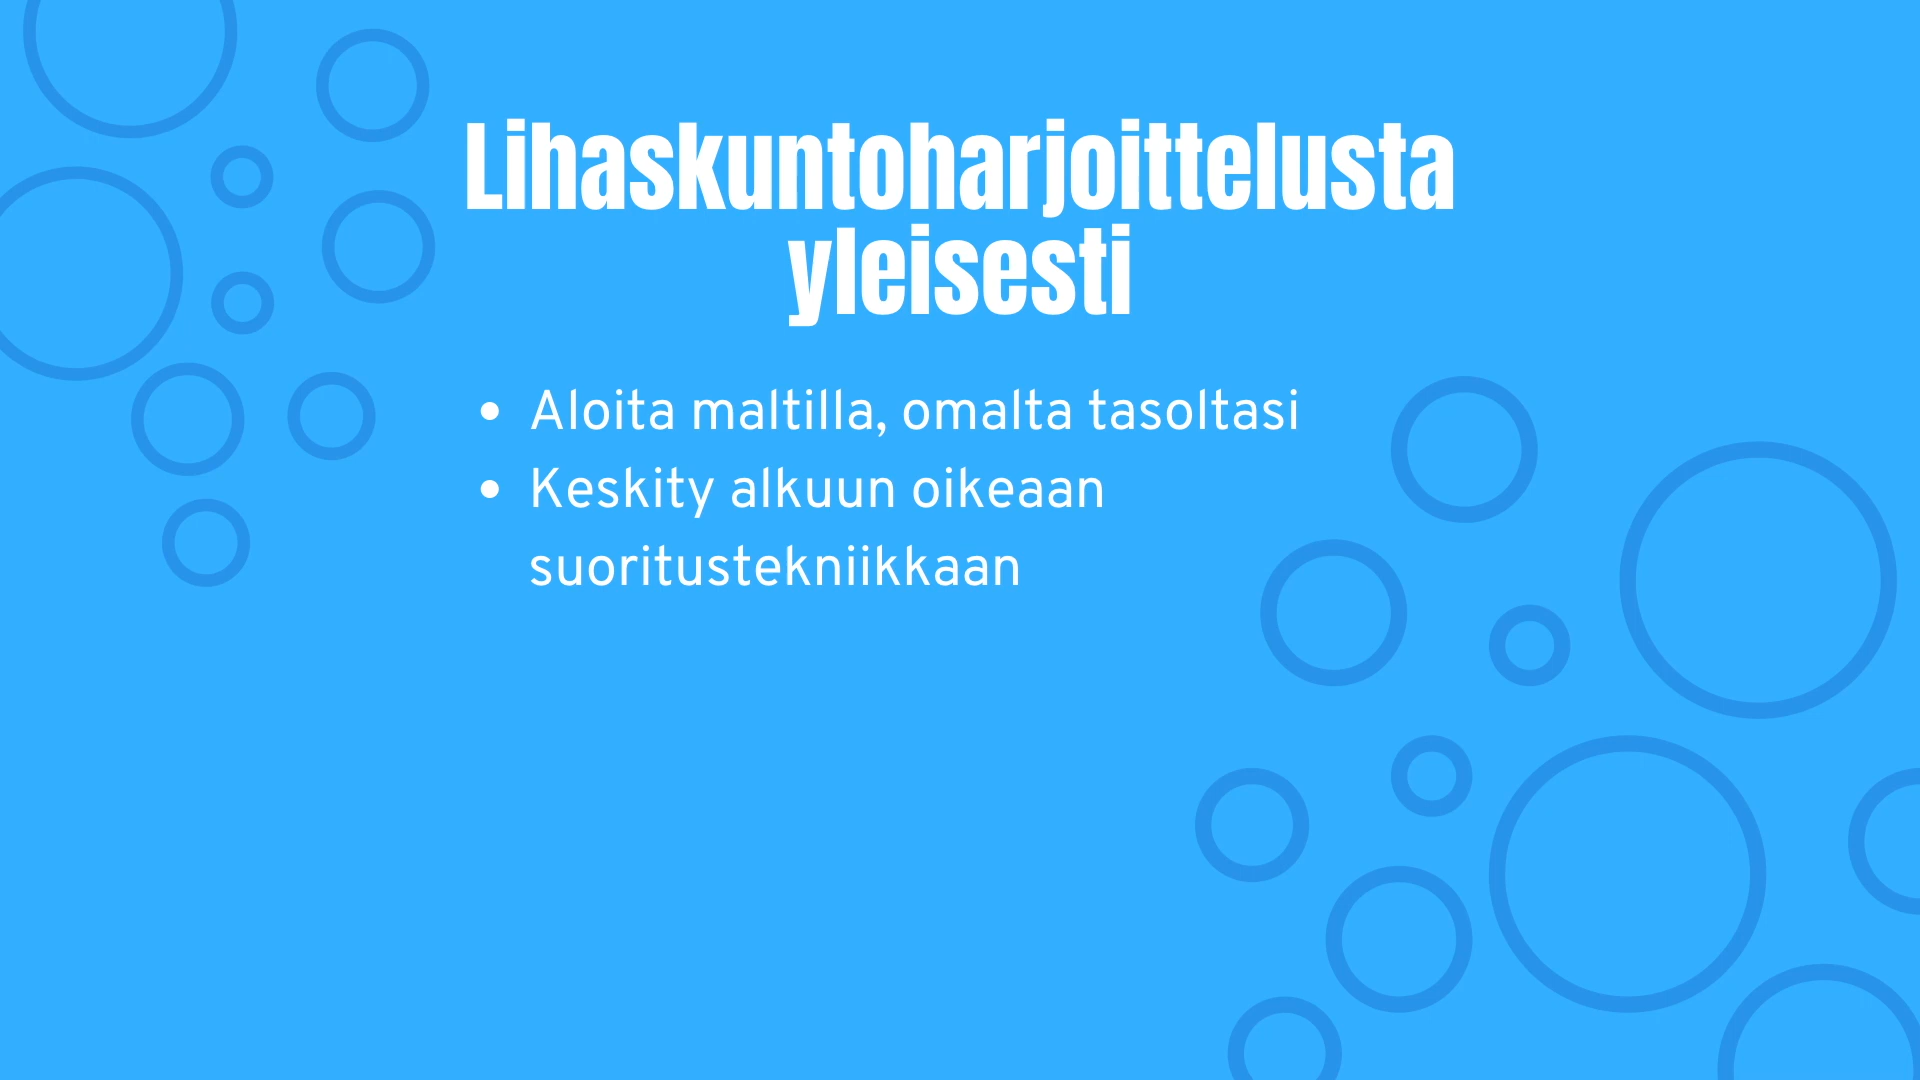 Lihaskuntoharjoittelusta
yleisesti
• Aloita maltilla, omalta tasoltasi
• Keskity alkuun oikeaan
suoritustekniikkaan